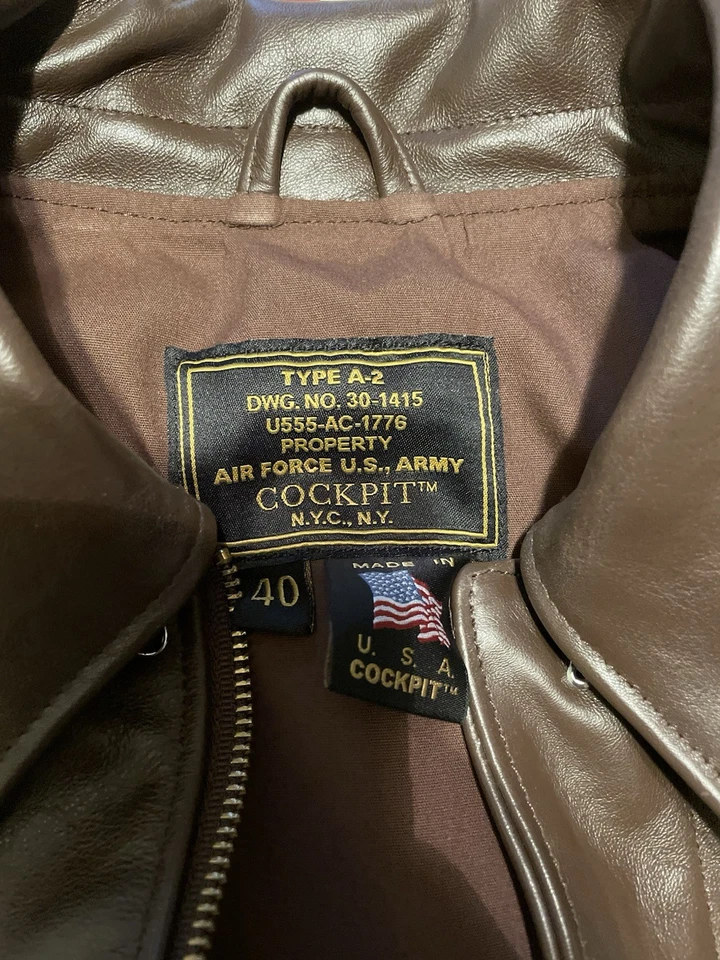 TYPE A-2
DWG. NO. 30-1415
U555-AC-1776
PROPERTY
AIR FORCE U.S., ARMY
COCKPIT™
N.Y.C., N.Y.
40
MADE IN
U. S. A.
COCKPIT™